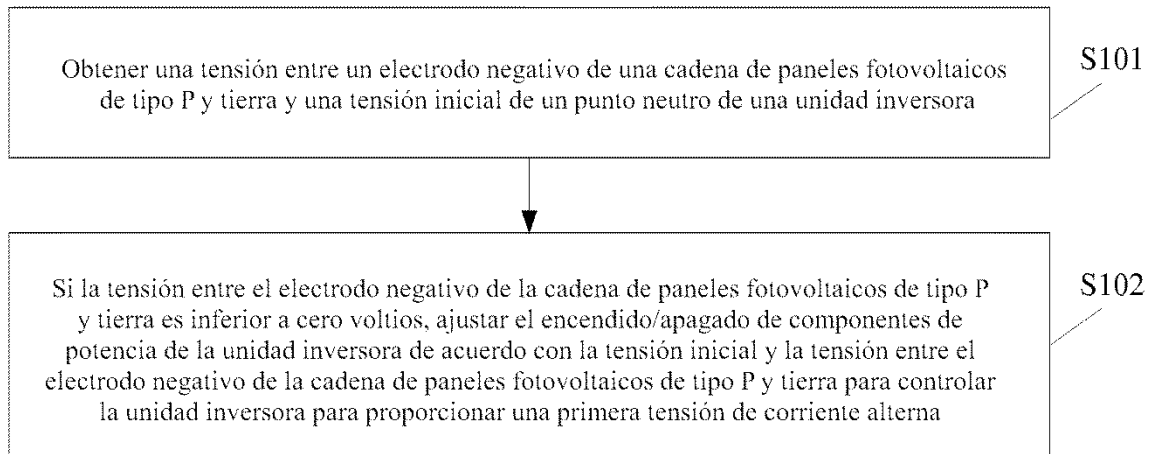 Obtener una tensión entre un electrodo negativo de una cadena de paneles fotovoltaicos
de tipo P y tierra y una tensión inicial de un punto neutro de una unidad inversora
S101
Si la tensión entre el electrodo negativo de la cadena de paneles fotovoltaicos de tipo P
y tierra es inferior a cero voltios, ajustar el encendido/apagado de componentes de
potencia de la unidad inversora de acuerdo con la tensión inicial y la tensión entre el
electrodo negativo de la cadena de paneles fotovoltaicos de tipo P y tierra para controlar
la unidad inversora para proporcionar una primera tensión de corriente alterna
S102